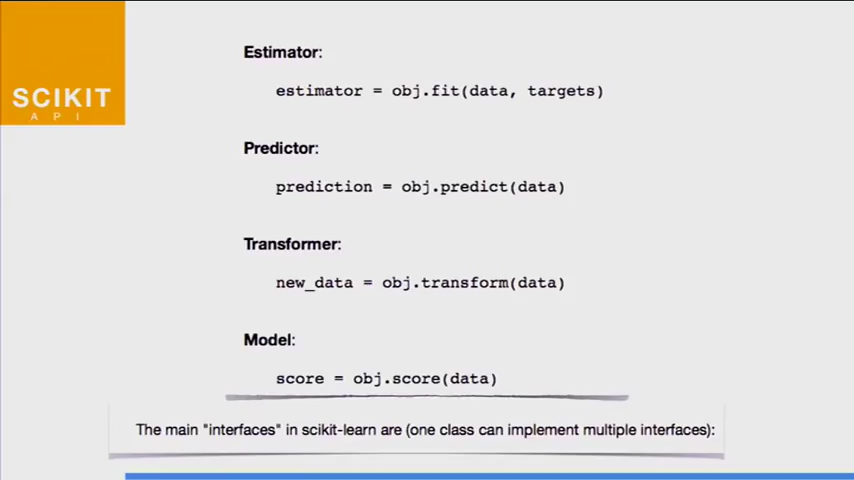 SCIKIT
API
Estimator:
estimator = obj.fit(data, targets)
Predictor:
prediction = obj.predict(data)
Transformer:
new_data = obj.transform(data)
Model:
score = obj.score(data)
The main "interfaces" in scikit-learn are (one class can implement multiple interfaces):